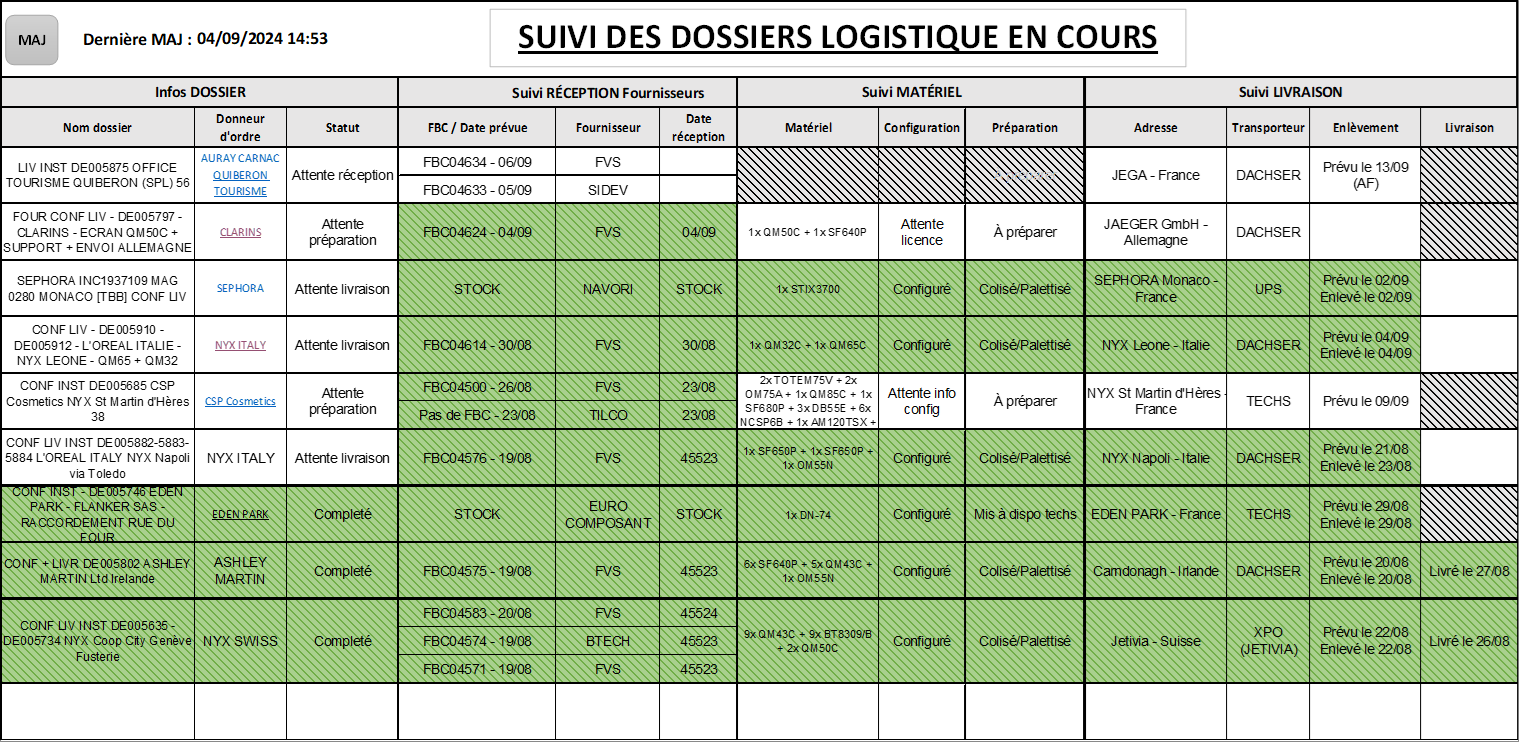 MAJ
Dernière MAJ : 04/09/2024 14:53
SUIVI DES DOSSIERS LOGISTIQUE EN COURS
Infos DOSSIER
Suivi RÉCEPTION Fournisseurs
Suivi MATÉRIEL
Suivi LIVRAISON
Nom dossier
Donneur
d'ordre
Statut
FBC / Date prévue
Fournisseur
Date
réception
Matériel
Configuration
Préparation
Adresse
Transporteur
Enlèvement
Livraison
LIV INST DE005875 OFFICE
TOURISME QUIBERON (SPL) 56
AURAY CARNAC
QUIBERON
TOURISME
Attente réception
FBC04634 - 06/09
FVS
FBC04633 - 05/09
SIDEV
JEGA - France
DACHSER
Prévu le 13/09
(AF)
FOUR CONF LIV - DE005797 -
CLARINS - ECRAN QM50C +
SUPPORT + ENVOI ALLEMAGNE
CLARINS
Attente
préparation
FBC04624 - 04/09
FVS
04/09
1x QM50C + 1x SF640P
Attente
licence
À préparer
JAEGER GmbH -
Allemagne
DACHSER
SEPHORA INC1937109 MAG
0280 MONACO [TBB] CONF LIV
SEPHORA
Attente livraison
STOCK
NAVORI
STOCK
1x STIX3700
Configuré
Colisé/Palettisé
SEPHORA Monaco -
France
UPS
Prévu le 02/09
Enlevé le 02/09
CONF LIV - DE005910 -
DE005912 - L'OREAL ITALIE -
NYX LEONE - QM65 + QM32
NYX ITALY
Attente livraison
FBC04614 - 30/08
FVS
30/08
1x QM32C + 1x QM65C
Configuré
Colisé/Palettisé
NYX Leone - Italie
DACHSER
Prévu le 04/09
Enlevé le 04/09
CONF INST DE005685 CSP
Cosmetics NYX St Martin d'Hères
38
CSP Cosmetics
Attente
préparation
FBC04500 - 26/08
FVS
23/08
Pas de FBC - 23/08
TILCO
23/08
2x TOTEM75V + 2x
OM75A + 1x QM85C + 1x
SF680P + 3x DB55E + 6x
NCSP6B + 1x AM120TSX +
Attente info
config
À préparer
NYX St Martin d'Hères -
France
TECHS
Prévu le 09/09
CONF LIV INST DE005882-5883-
5884 L'OREAL ITALY NYX Napoli
via Toledo
NYX ITALY
Attente livraison
FBC04576 - 19/08
FVS
45523
1x SF650P + 1x SF650P +
1x OM55N
Configuré
Colisé/Palettisé
NYX Napoli - Italie
DACHSER
Prévu le 21/08
Enlevé le 23/08
CONF INST - DE005746 EDEN
PARK - FLANKER SAS -
RACCORDEMENT RUE DU
FOUR
EDEN PARK
Completé
STOCK
EURO
COMPOSANT
STOCK
1x DN-74
Configuré
Mis à dispo techs
EDEN PARK - France
TECHS
Prévu le 29/08
Enlevé le 29/08
CONF + LIVR DE005802 ASHLEY
MARTIN Ltd Irelande
ASHLEY
MARTIN
Completé
FBC04575 - 19/08
FVS
45523
6x SF640P + 5x QM43C +
1x OM55N
Configuré
Colisé/Palettisé
Carndonagh - Irlande
DACHSER
Prévu le 20/08
Enlevé le 20/08
Livré le 27/08
CONF LIV INST DE005635 -
DE005734 NYX Coop City Genève
Fusterie
NYX SWISS
Completé
FBC04583 - 20/08
FVS
45524
FBC04574 - 19/08
BTECH
45523
FBC04571 - 19/08
FVS
45523
9x QM43C + 9x BT8309/B
+ 2x QM50C
Configuré
Colisé/Palettisé
Jetivia - Suisse
XPO
(JETIVIA)
Prévu le 22/08
Enlevé le 22/08
Livré le 26/08